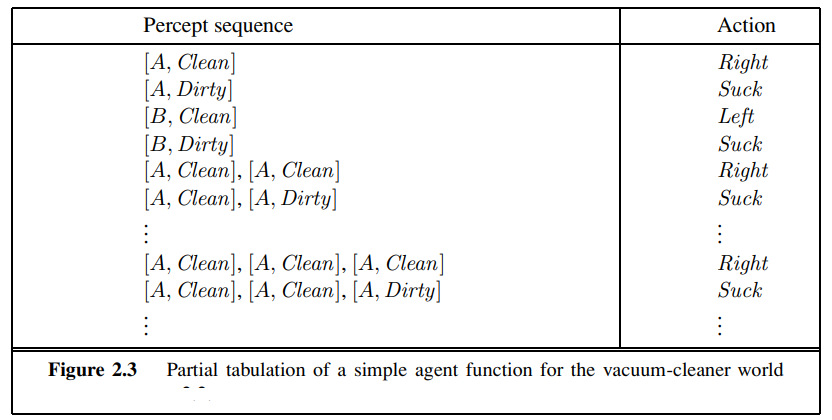 Percept sequence Action
[A, Clean] Right
[A, Dirty] Suck
[B, Clean] Left
[B, Dirty] Suck
[A, Clean], [A, Clean] Right
[A, Clean], [A, Dirty] Suck
⋮ ⋮
[A, Clean], [A, Clean], [A, Clean] Right
[A, Clean], [A, Clean], [A, Dirty] Suck
⋮ ⋮
Figure 2.3 Partial tabulation of a simple agent function for the vacuum-cleaner world